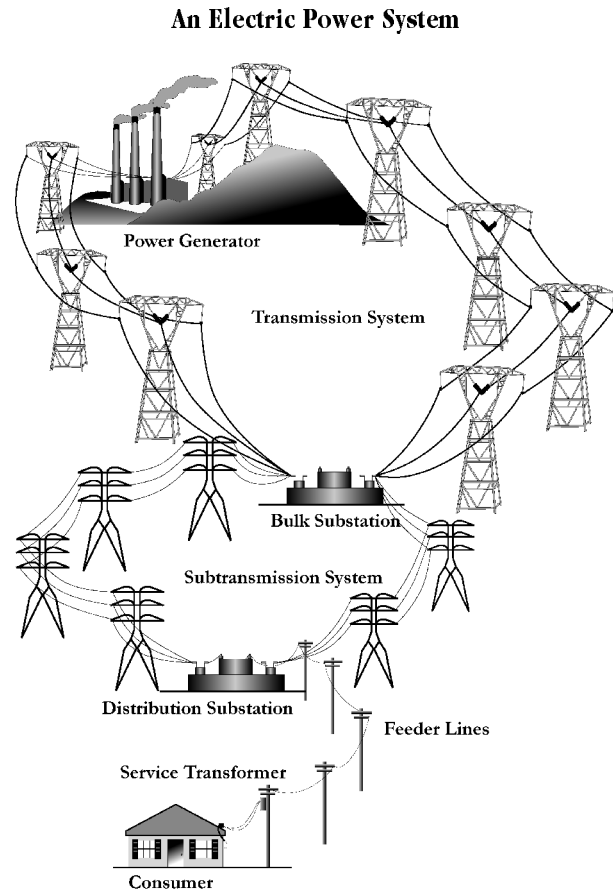 An Electric Power System
Power Generator
Transmission System
Bulk Substation
Subtransmission System
Distribution Substation
Feeder Lines
Service Transformer
Consumer